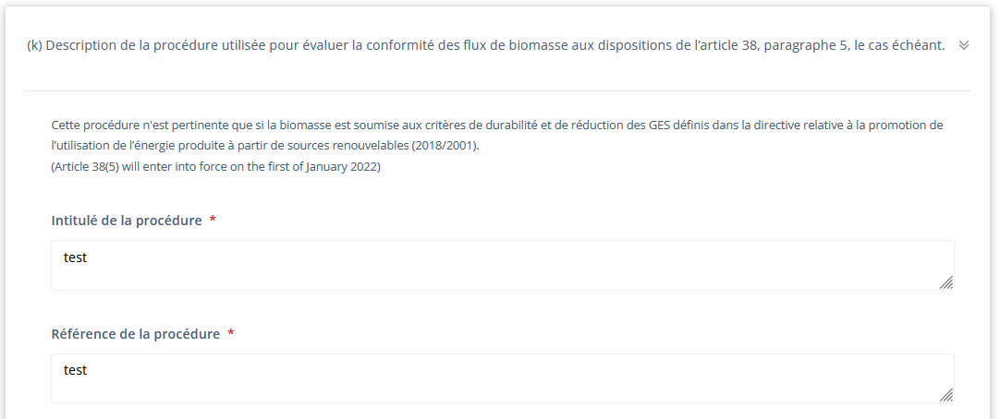 (k) Description de la procédure utilisée pour évaluer la conformité des flux de biomasse aux dispositions de l’article 38, paragraphe 5, le cas échéant.
Cette procédure n'est pertinente que si la biomasse est soumise aux critères de durabilité et de réduction des GES définis dans la directive relative à la promotion de
l’utilisation de l’énergie produite à partir de sources renouvelables (2018/2001).
(Article 38(5) will enter into force on the first of January 2022)
Intitulé de la procédure *
test
Référence de la procédure *
test